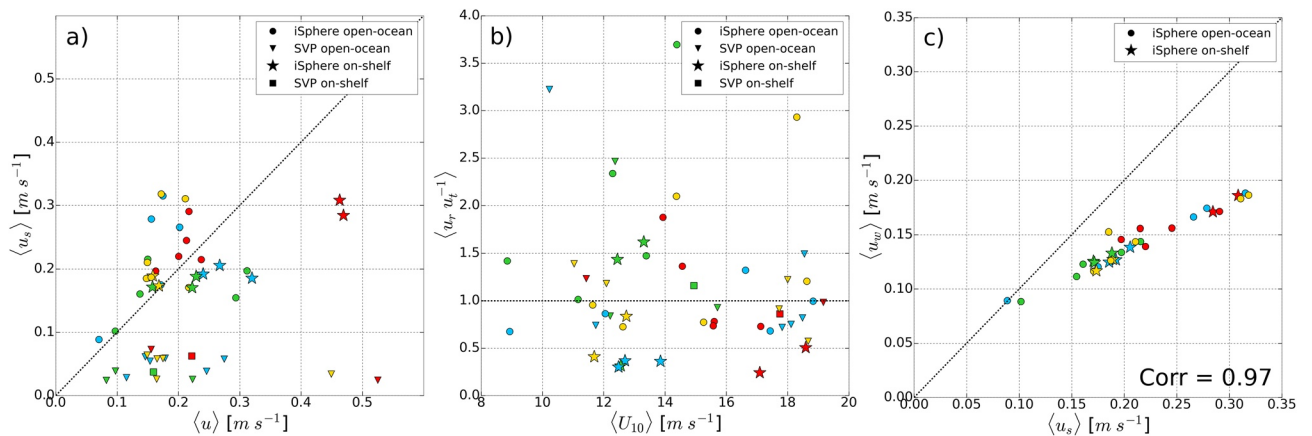 a)
iSphere open-ocean
SVP open-ocean
iSphere on-shelf
SVP on-shelf
0.5
0.4
0.3
0.2
0.1
0.0
⟨u_s⟩ [m s⁻¹]
0.0 0.1 0.2 0.3 0.4 0.5
⟨u⟩ [m s⁻¹]
b)
iSphere open-ocean
SVP open-ocean
iSphere on-shelf
SVP on-shelf
4.0
3.5
3.0
2.5
2.0
1.5
1.0
0.5
0.0
⟨u_r u_t⁻¹⟩
8 10 12 14 16 18 20
⟨U₁₀⟩ [m s⁻¹]
c)
iSphere open-ocean
iSphere on-shelf
0.35
0.30
0.25
0.20
0.15
0.10
0.05
0.00
⟨u_w⟩ [m s⁻¹]
Corr = 0.97
0.00 0.05 0.10 0.15 0.20 0.25 0.30 0.35
⟨u_s⟩ [m s⁻¹]